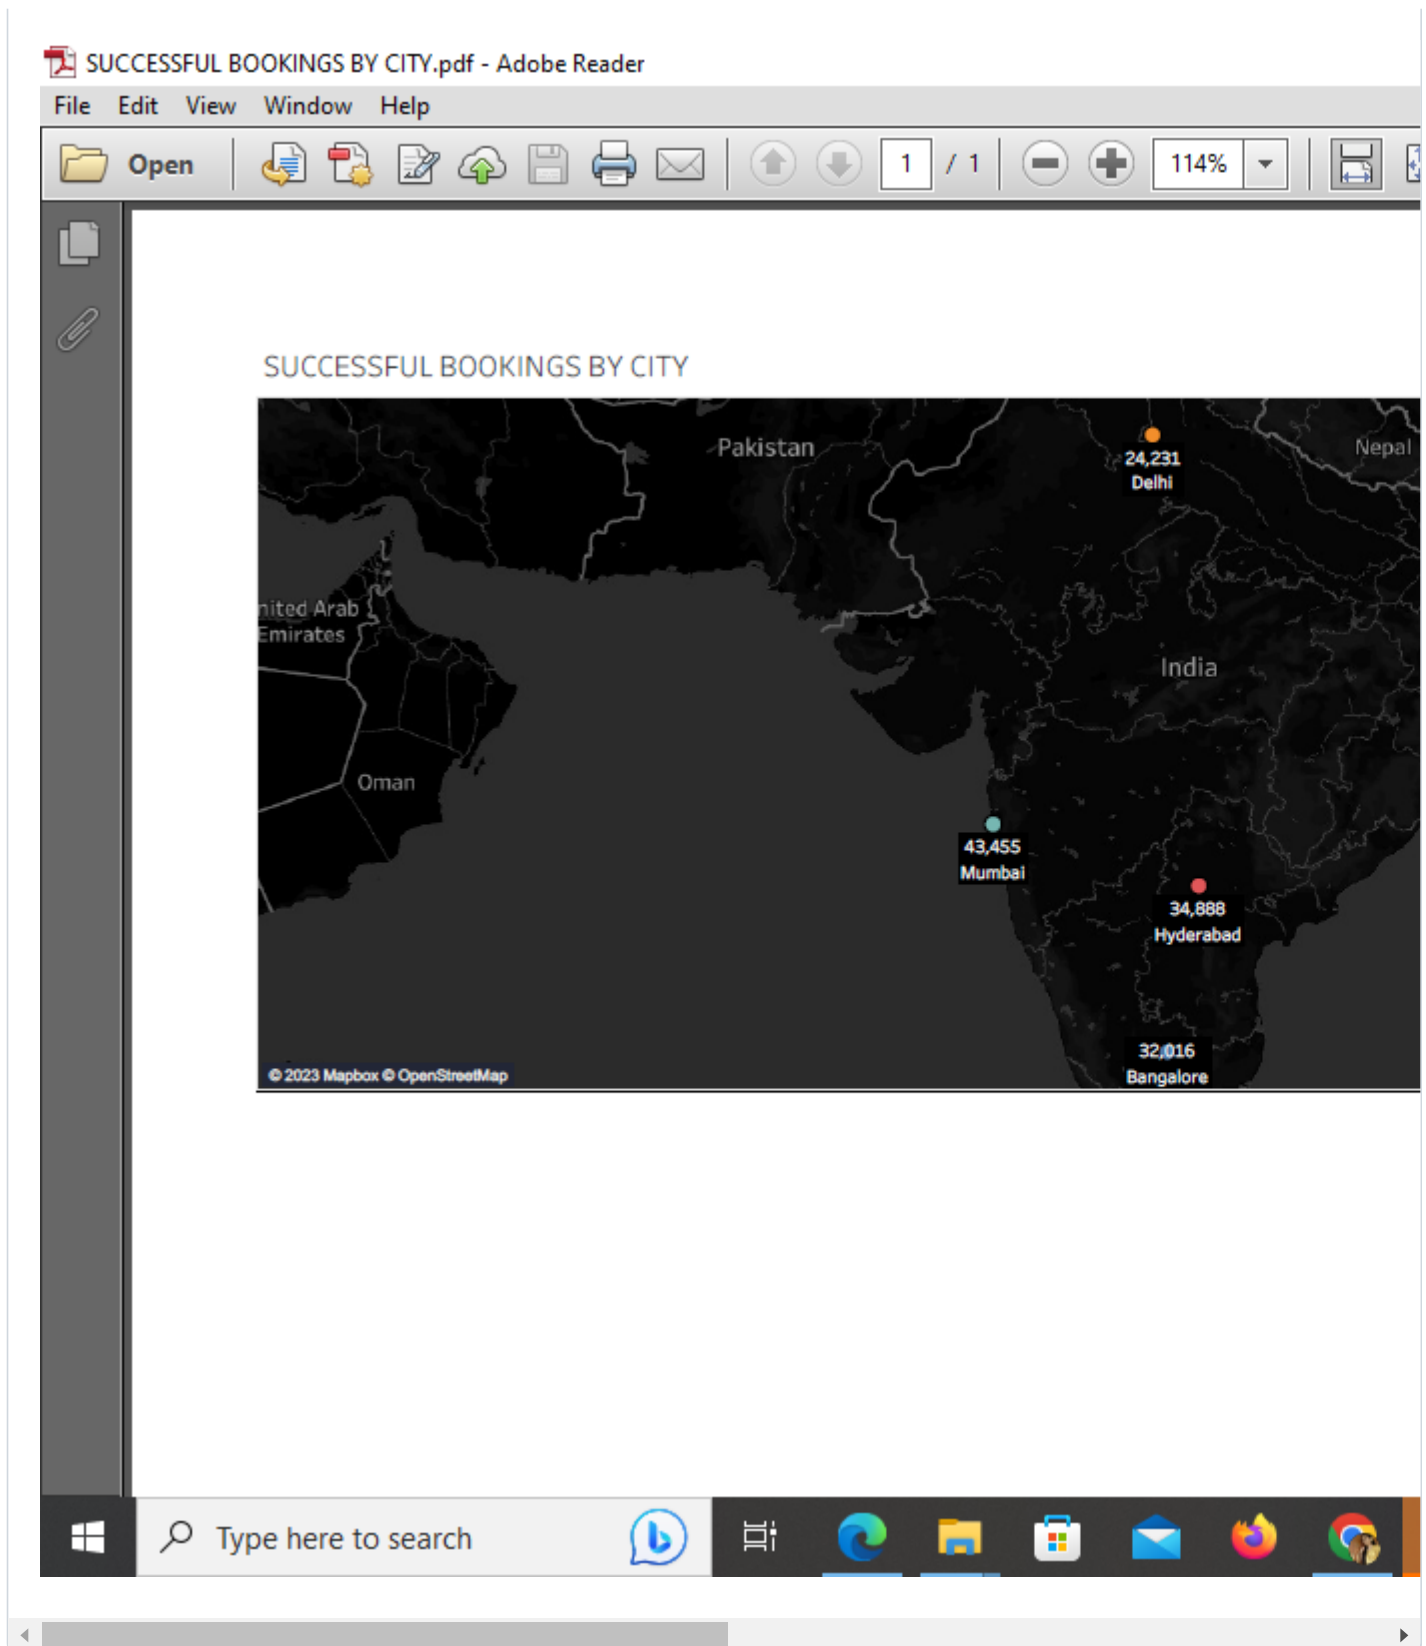 SUCCESSFUL BOOKINGS BY CITY.pdf - Adobe Reader
File Edit View Window Help
Open 1 / 1 114%
SUCCESSFUL BOOKINGS BY CITY
Pakistan
Nepal
24,231
Delhi
nited Arab
Emirates
India
Oman
43,455
Mumbai
34,888
Hyderabad
32,016
Bangalore
© 2023 Mapbox © OpenStreetMap
Type here to search